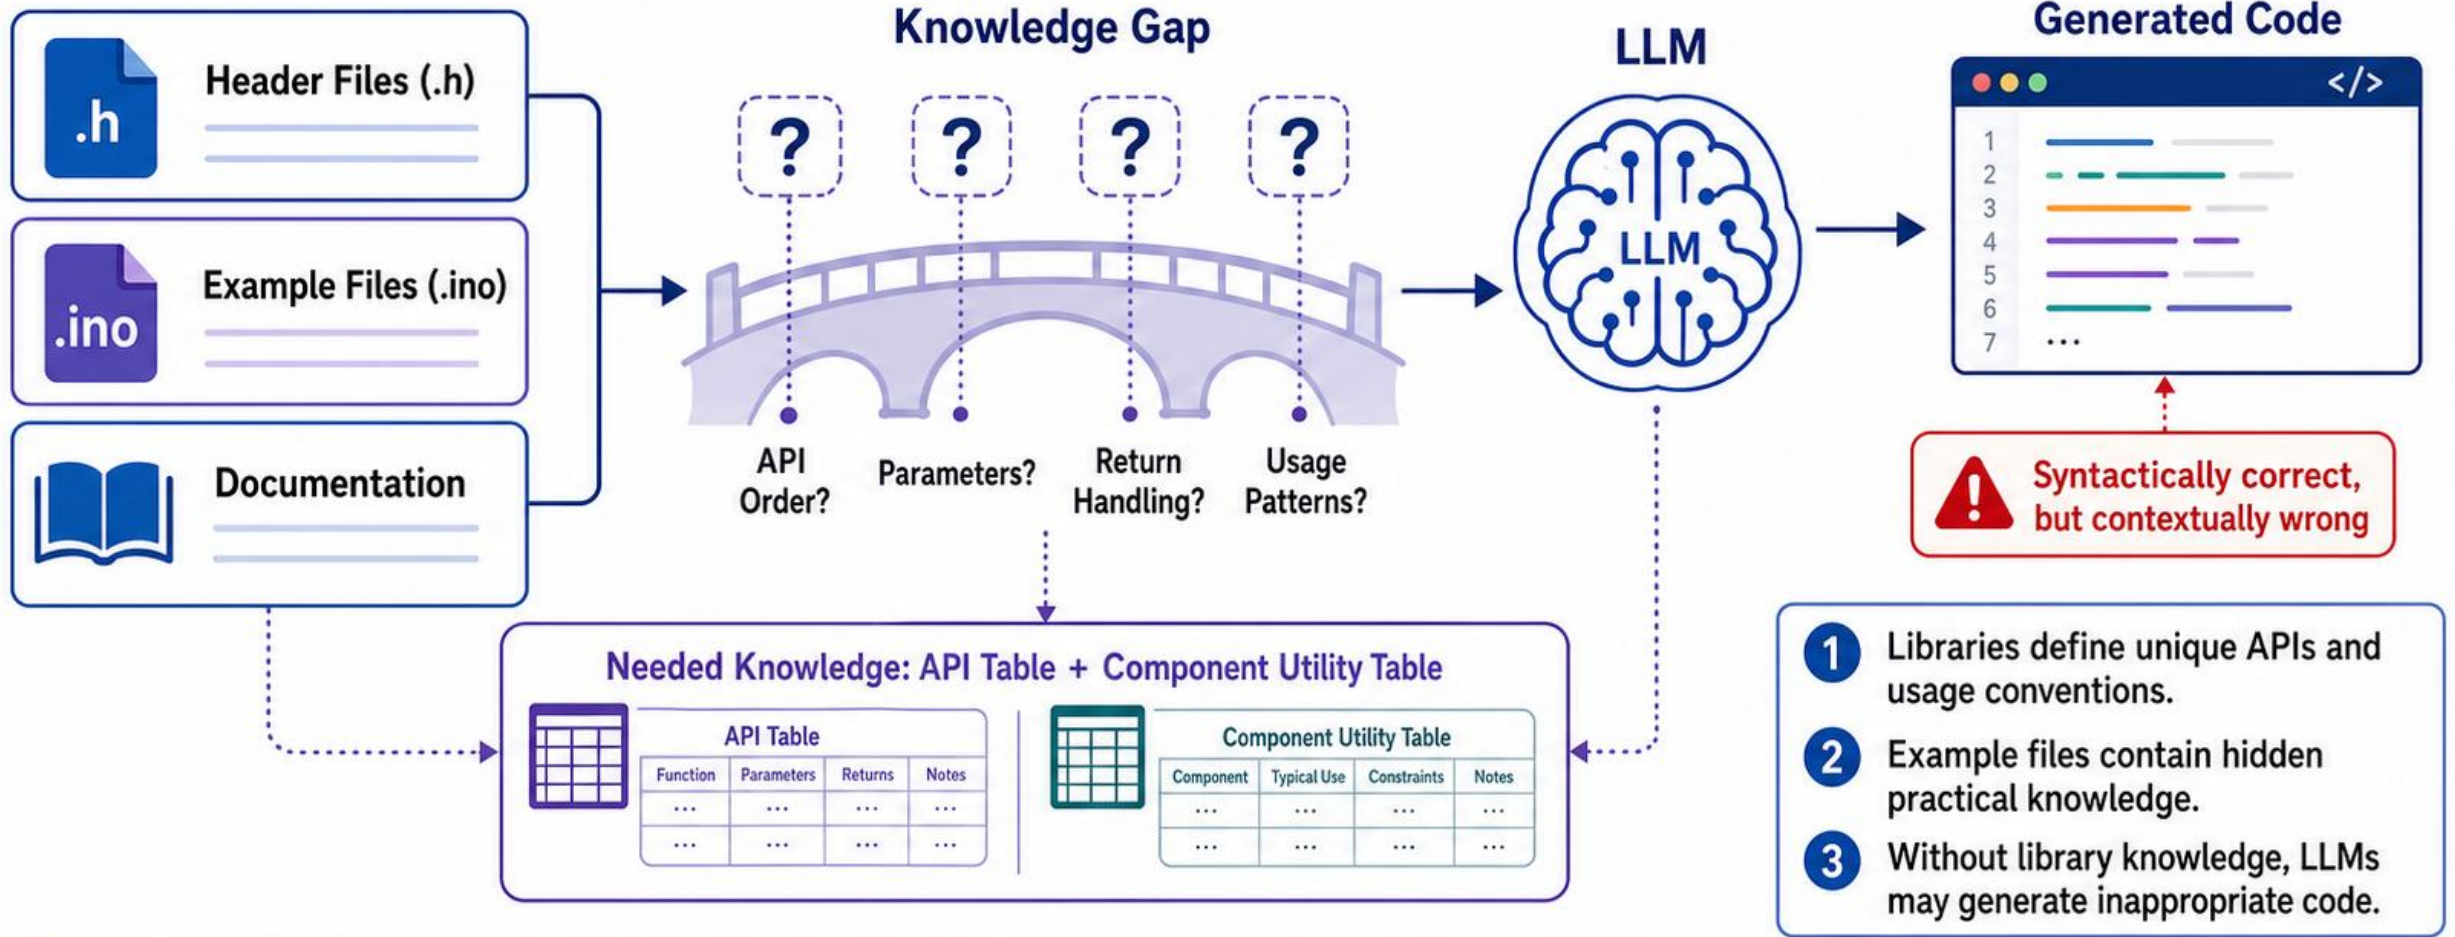 .h
Header Files (.h)
.ino
Example Files (.ino)
Documentation
Knowledge Gap
? ? ? ?
API
Order?
Parameters?
Return
Handling?
Usage
Patterns?
LLM
LLM
Generated Code
</>
1
2
3
4
5
6
7 ...
Syntactically correct,
but contextually wrong
Needed Knowledge: API Table + Component Utility Table
API Table
Function Parameters Returns Notes
... ... ... ...
... ... ... ...
Component Utility Table
Component Typical Use Constraints Notes
... ... ... ...
... ... ... ...
1 Libraries define unique APIs and
usage conventions.
2 Example files contain hidden
practical knowledge.
3 Without library knowledge, LLMs
may generate inappropriate code.